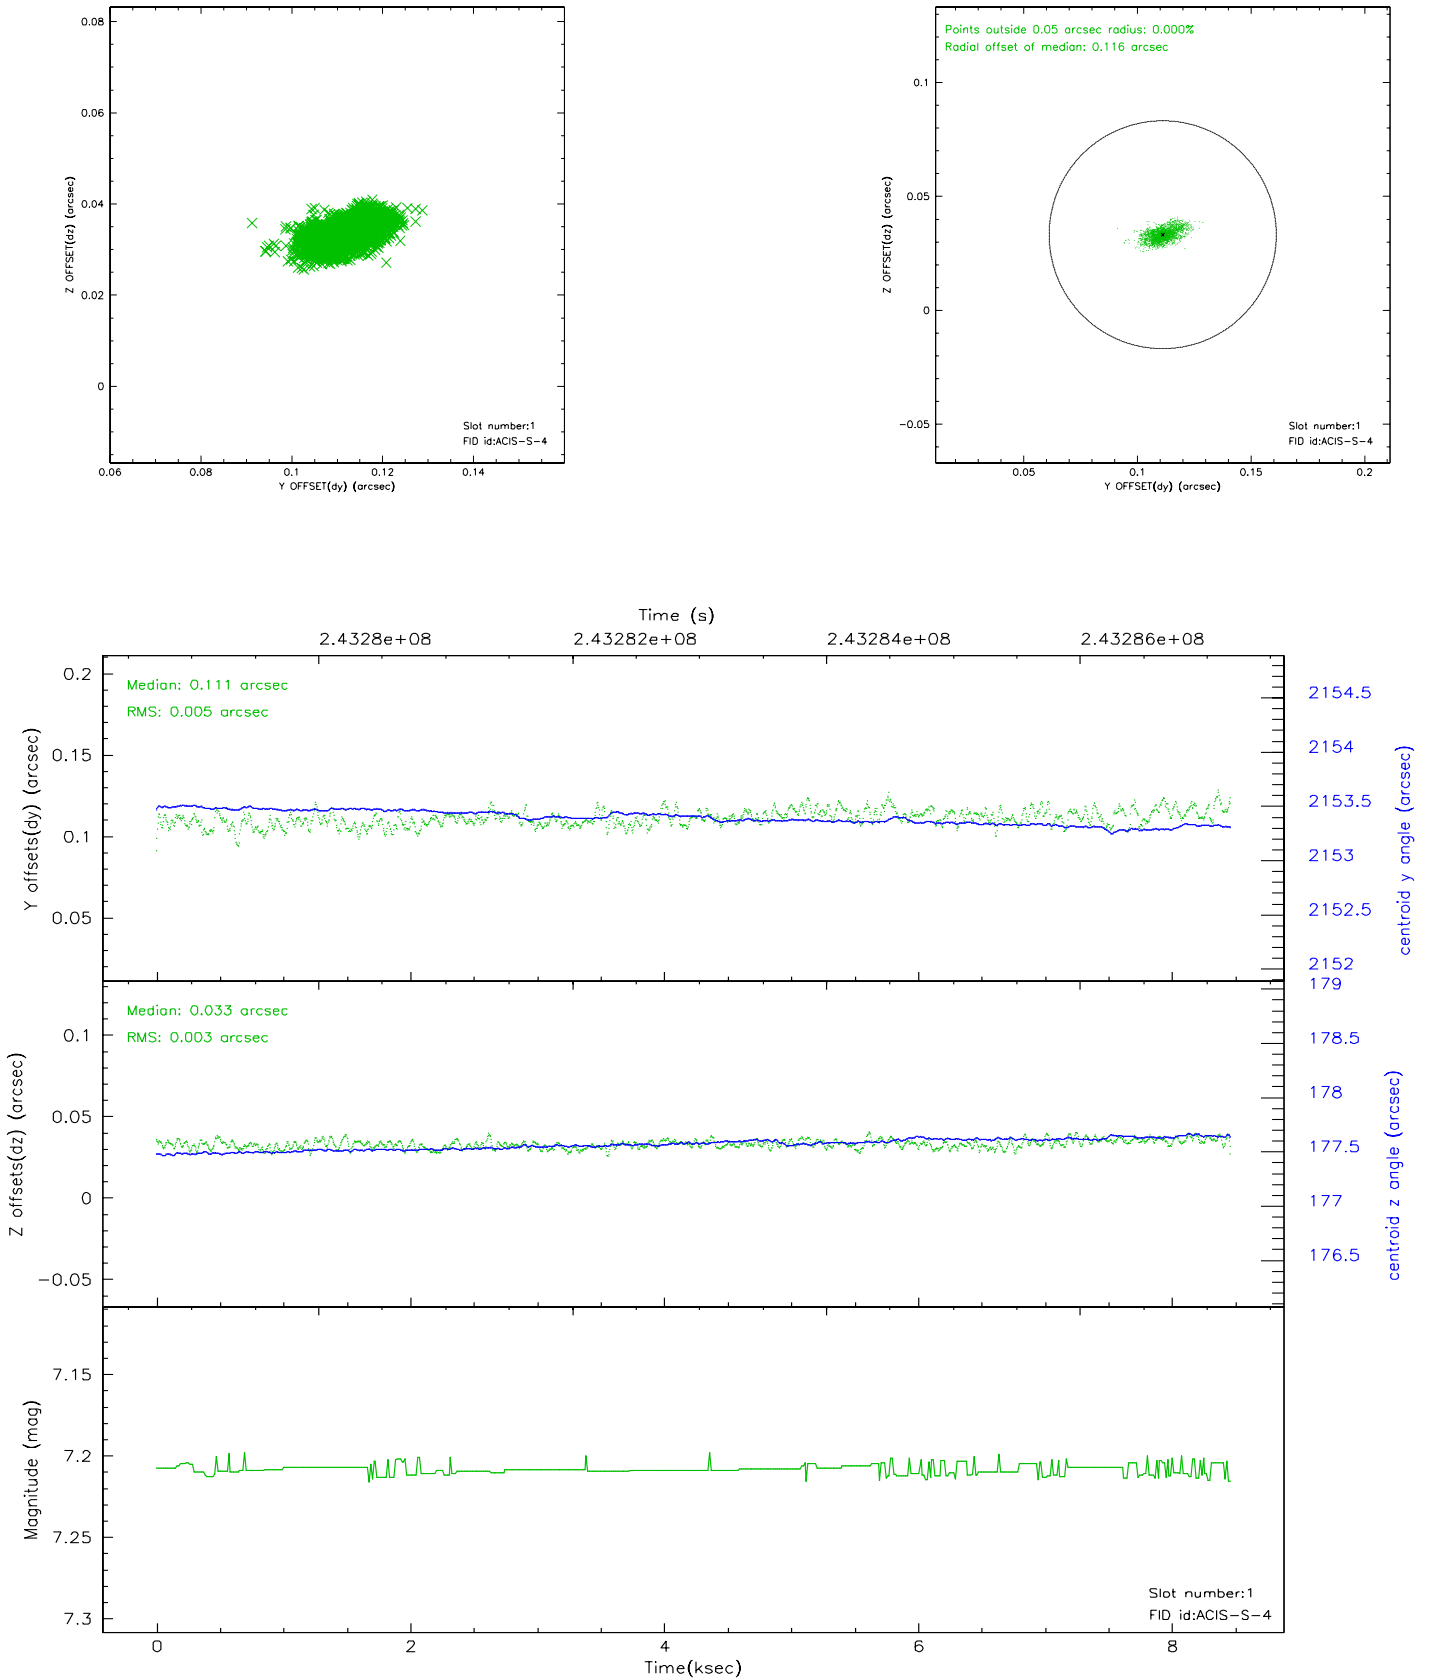 0.08
0.06
0.04
0.02
0
Z OFFSET(dz) (arcsec)
Slot number:1
FID id:ACIS-S-4
0.06 0.08 0.1 0.12 0.14
Y OFFSET(dy) (arcsec)
Points outside 0.05 arcsec radius: 0.000%
Radial offset of median: 0.116 arcsec
0.1
0.05
0
-0.05
Z OFFSET(dz) (arcsec)
Slot number:1
FID id:ACIS-S-4
0.05 0.1 0.15 0.2
Y OFFSET(dy) (arcsec)
Time (s)
2.4328e+08 2.43282e+08 2.43284e+08 2.43286e+08
Median: 0.111 arcsec
RMS: 0.005 arcsec
0.2
0.15
0.1
0.05
Y offsets(dy) (arcsec)
2154.5
2154
2153.5
2153
2152.5
2152
centroid y angle (arcsec)
Median: 0.033 arcsec
RMS: 0.003 arcsec
0.1
0.05
0
-0.05
Z offsets(dz) (arcsec)
179
178.5
178
177.5
177
176.5
centroid z angle (arcsec)
7.15
7.2
7.25
7.3
Magnitude (mag)
Slot number:1
FID id:ACIS-S-4
0 2 4 6 8
Time(ksec)